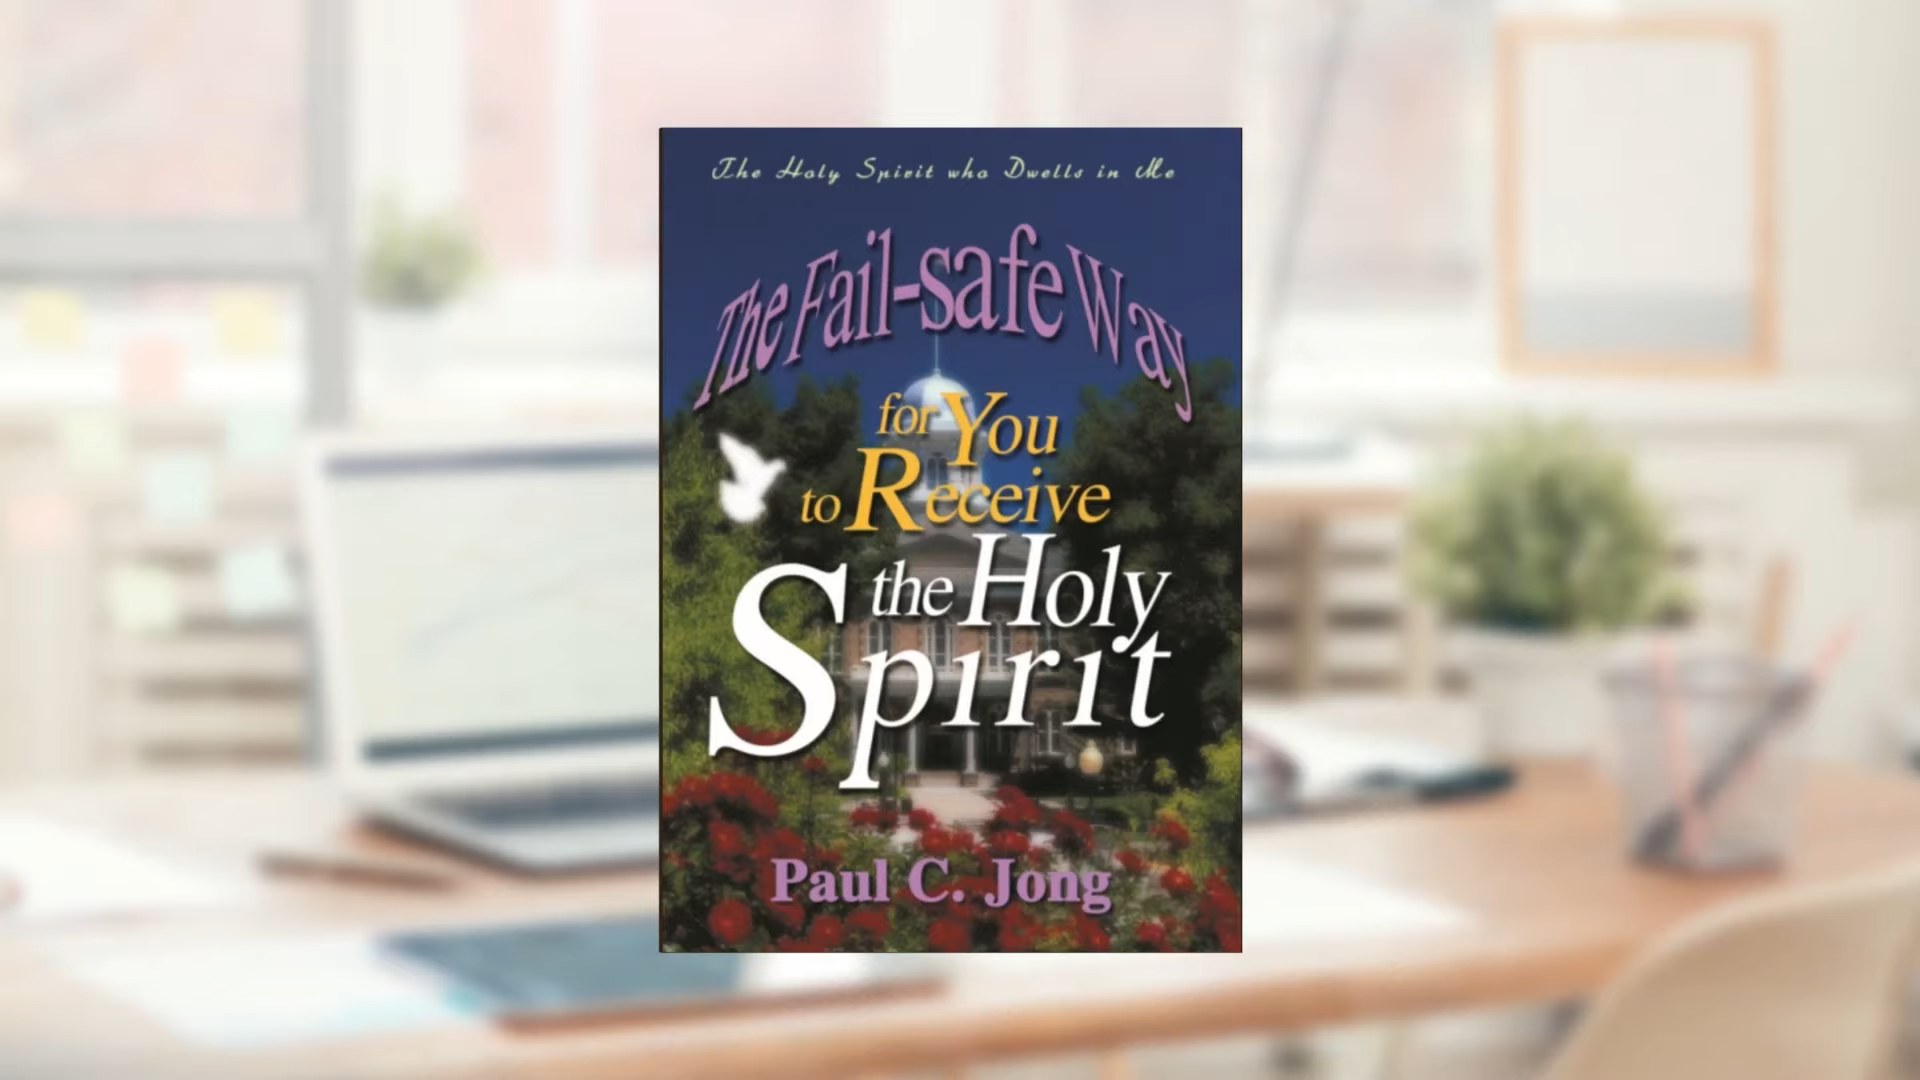 The Holy Spirit who Dwells in Me
The Fail-safe Way
for You
to Receive
the Holy
Spirit
Paul C. Jong